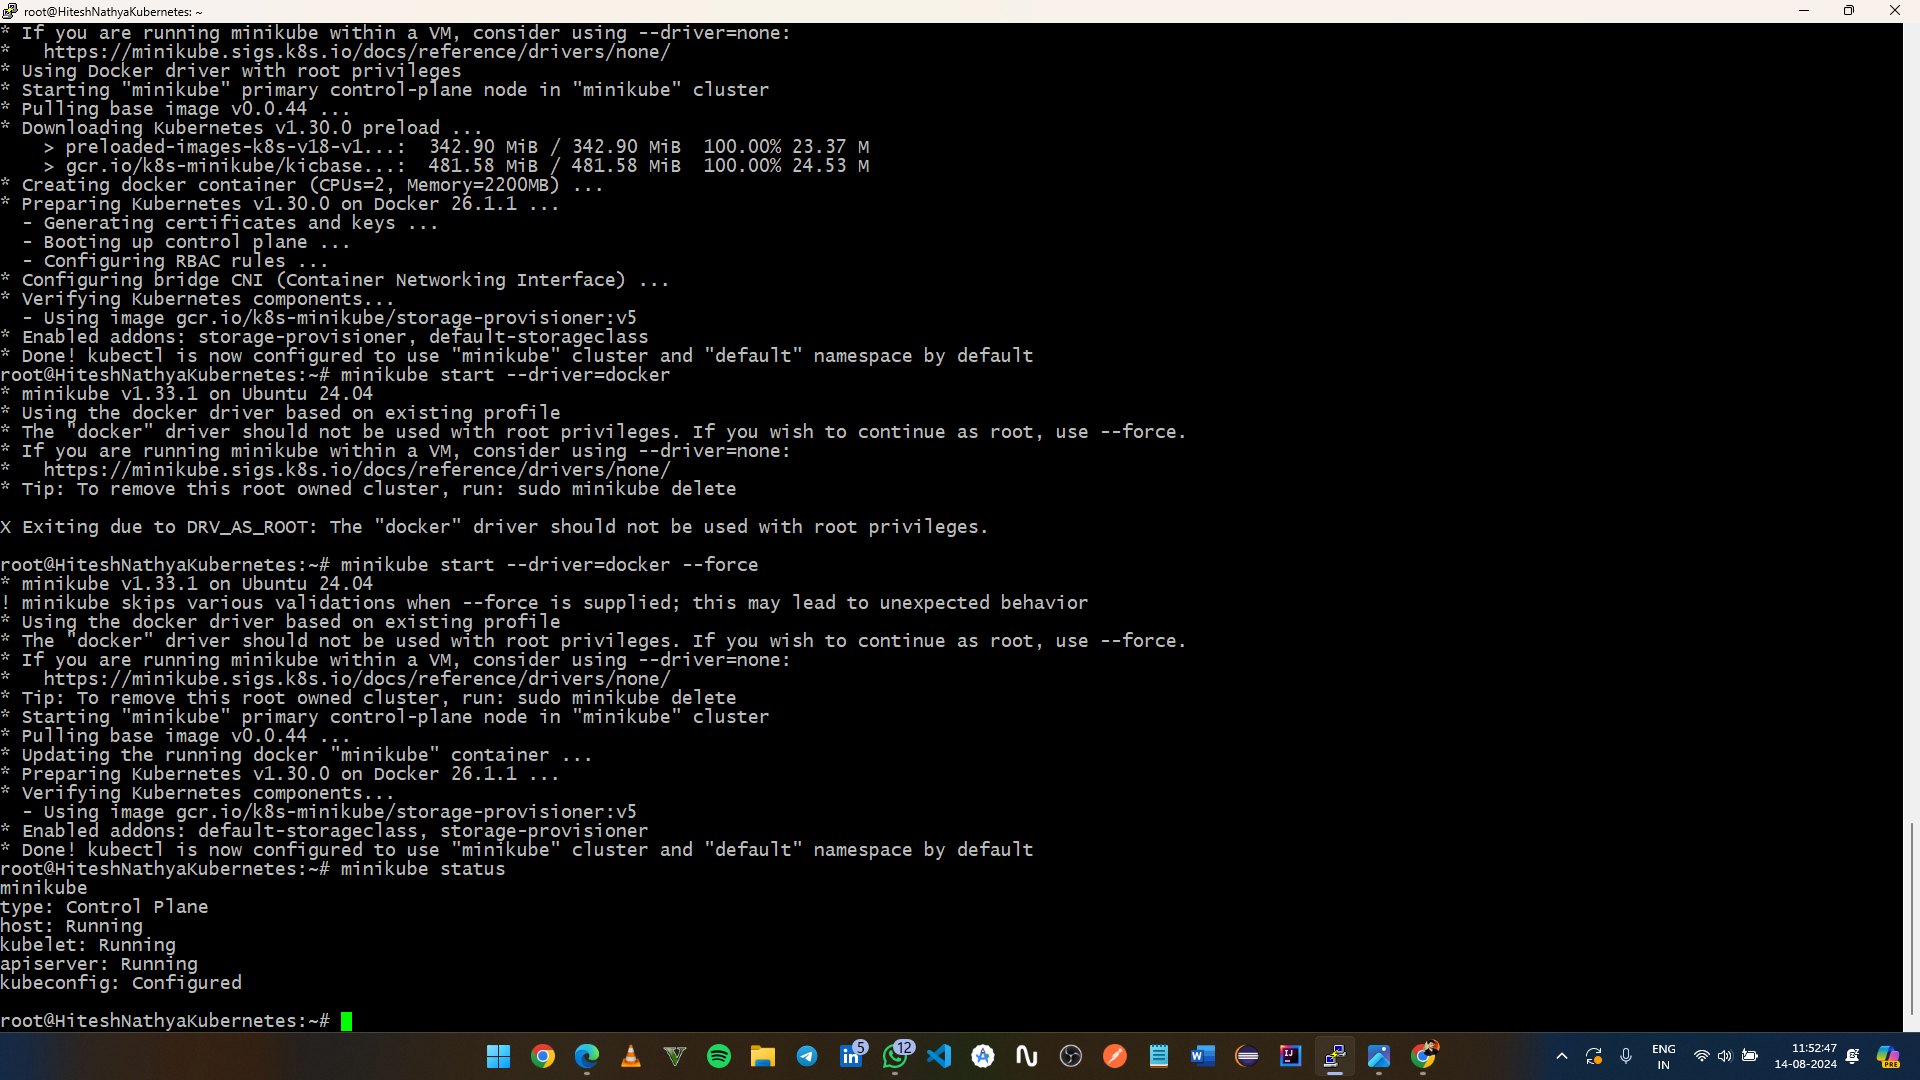 root@HiteshNathyaKubernetes: ~
* If you are running minikube within a VM, consider using --driver=none:
*   https://minikube.sigs.k8s.io/docs/reference/drivers/none/
* Using Docker driver with root privileges
* Starting "minikube" primary control-plane node in "minikube" cluster
* Pulling base image v0.0.44 ...
* Downloading Kubernetes v1.30.0 preload ...
    > preloaded-images-k8s-v18-v1...:  342.90 MiB / 342.90 MiB  100.00% 23.37 M
    > gcr.io/k8s-minikube/kicbase...:  481.58 MiB / 481.58 MiB  100.00% 24.53 M
* Creating docker container (CPUs=2, Memory=2200MB) ...
* Preparing Kubernetes v1.30.0 on Docker 26.1.1 ...
  - Generating certificates and keys ...
  - Booting up control plane ...
  - Configuring RBAC rules ...
* Configuring bridge CNI (Container Networking Interface) ...
* Verifying Kubernetes components...
  - Using image gcr.io/k8s-minikube/storage-provisioner:v5
* Enabled addons: storage-provisioner, default-storageclass
* Done! kubectl is now configured to use "minikube" cluster and "default" namespace by default
root@HiteshNathyaKubernetes:~# minikube start --driver=docker
* minikube v1.33.1 on Ubuntu 24.04
* Using the docker driver based on existing profile
* The "docker" driver should not be used with root privileges. If you wish to continue as root, use --force.
* If you are running minikube within a VM, consider using --driver=none:
*   https://minikube.sigs.k8s.io/docs/reference/drivers/none/
* Tip: To remove this root owned cluster, run: sudo minikube delete
X Exiting due to DRV_AS_ROOT: The "docker" driver should not be used with root privileges.
root@HiteshNathyaKubernetes:~# minikube start --driver=docker --force
* minikube v1.33.1 on Ubuntu 24.04
! minikube skips various validations when --force is supplied; this may lead to unexpected behavior
* Using the docker driver based on existing profile
* The "docker" driver should not be used with root privileges. If you wish to continue as root, use --force.
* If you are running minikube within a VM, consider using --driver=none:
*   https://minikube.sigs.k8s.io/docs/reference/drivers/none/
* Tip: To remove this root owned cluster, run: sudo minikube delete
* Starting "minikube" primary control-plane node in "minikube" cluster
* Pulling base image v0.0.44 ...
* Updating the running docker "minikube" container ...
* Preparing Kubernetes v1.30.0 on Docker 26.1.1 ...
* Verifying Kubernetes components...
  - Using image gcr.io/k8s-minikube/storage-provisioner:v5
* Enabled addons: default-storageclass, storage-provisioner
* Done! kubectl is now configured to use "minikube" cluster and "default" namespace by default
root@HiteshNathyaKubernetes:~# minikube status
minikube
type: Control Plane
host: Running
kubelet: Running
apiserver: Running
kubeconfig: Configured
root@HiteshNathyaKubernetes:~#
5
12
ENG
IN
11:52:47
14-08-2024
PRE